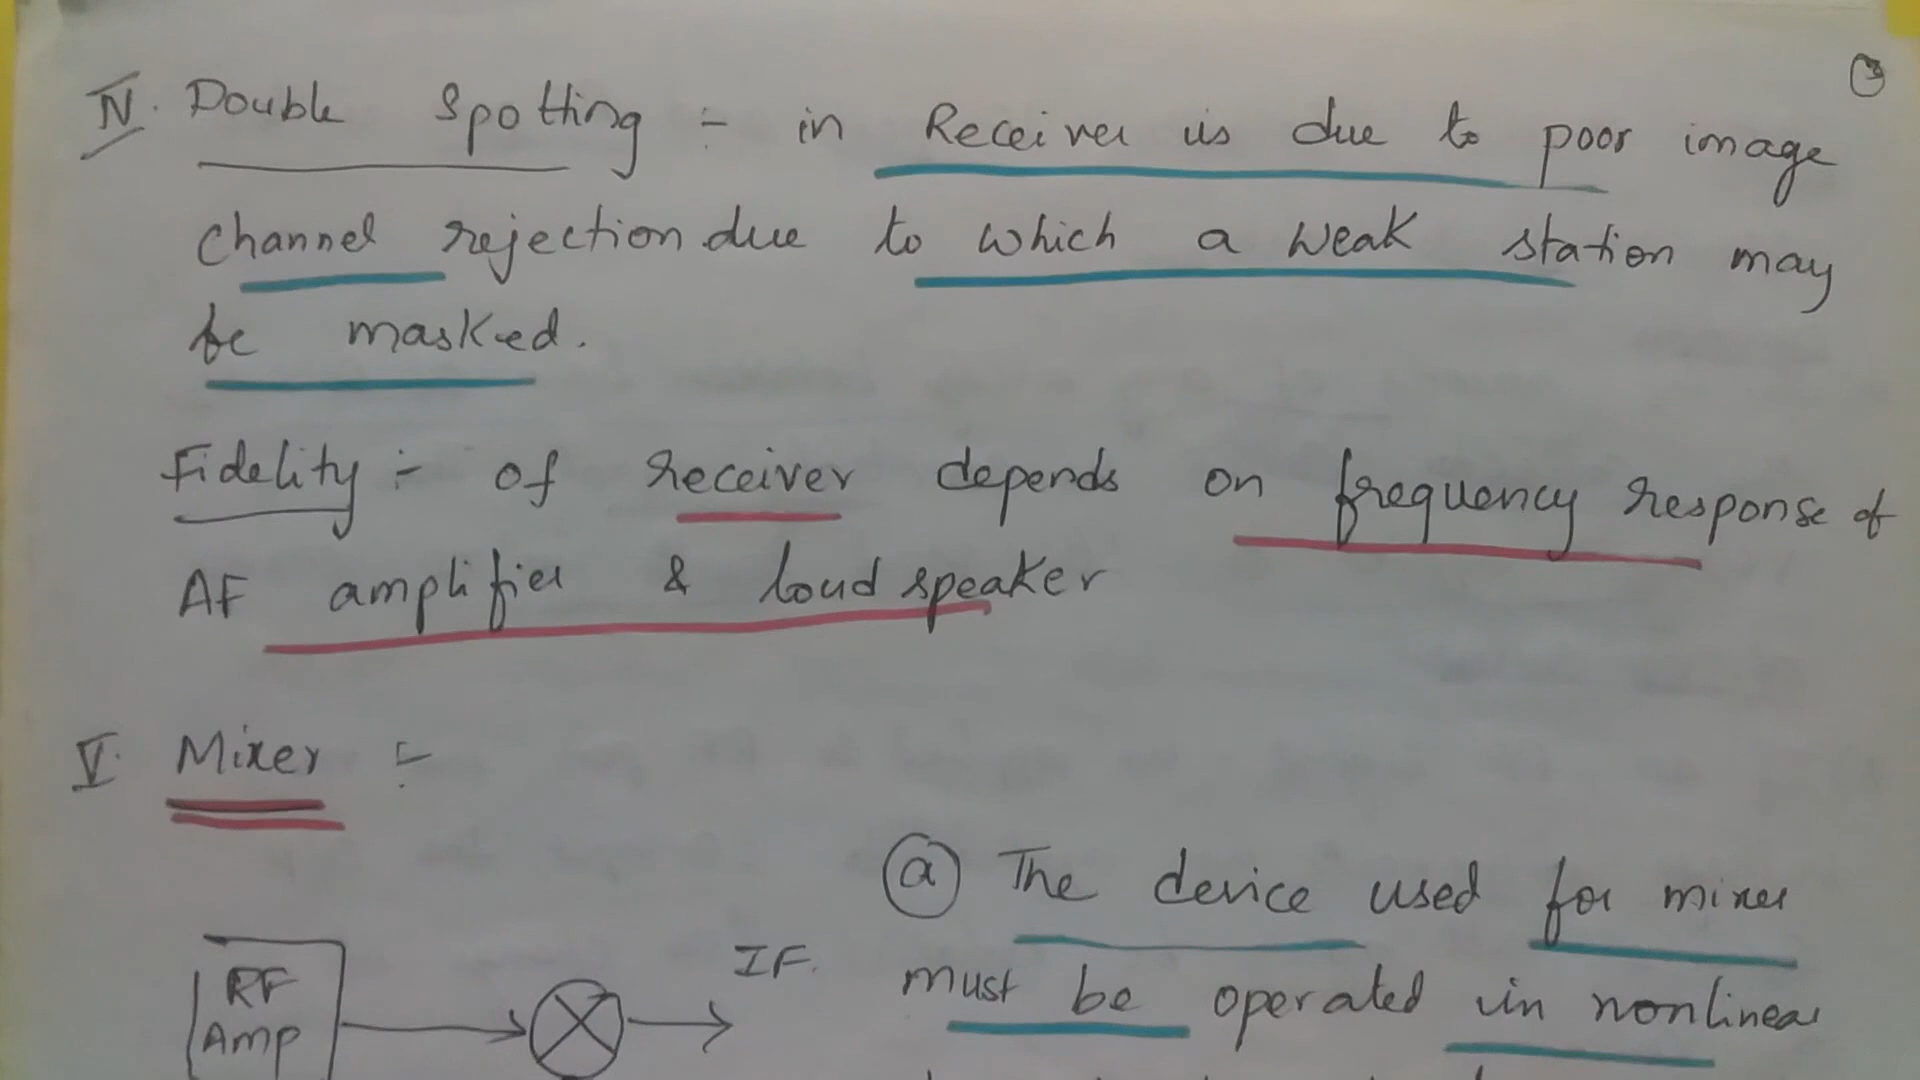 ③
IV. Double Spotting :- in Receiver is due to poor image
channel rejection due to which a weak station may
be masked.
Fidelity :- of receiver depends on frequency response of
AF amplifier & loud speaker
V. Mixer :-
ⓐ The device used for mixer
RF IF.
must be operated in nonlinear
Amp